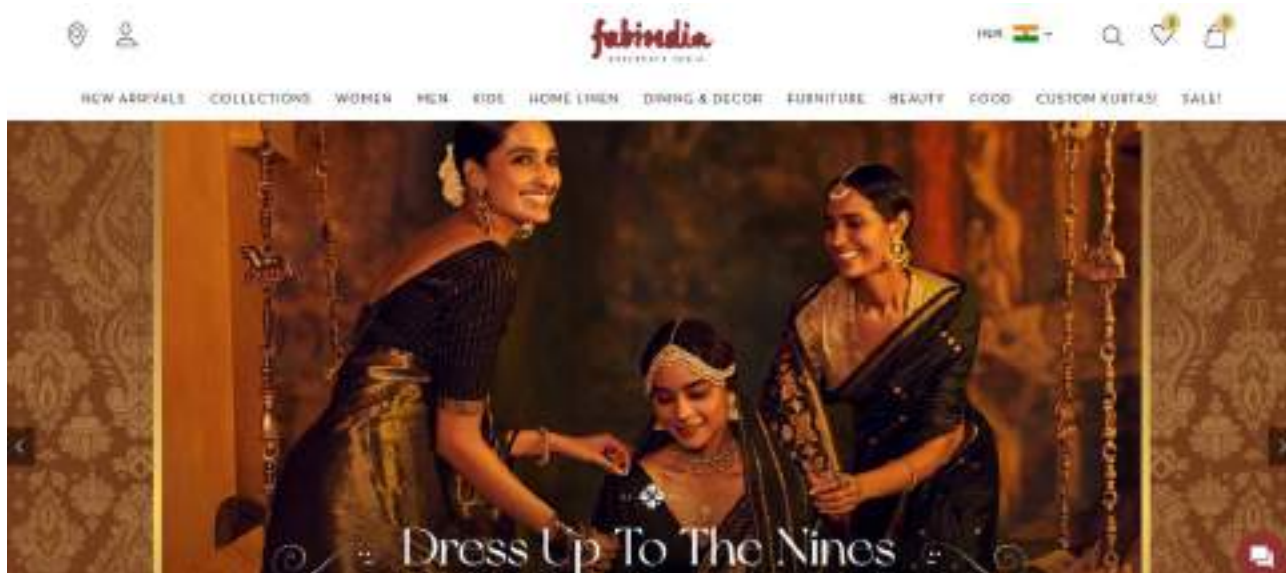 fabindia
INR
NEW ARRIVALS COLLECTIONS WOMEN MEN KIDS HOME LINEN DINING & DECOR FURNITURE BEAUTY FOOD CUSTOM KURTAS! SALE!
Dress Up To The Nines